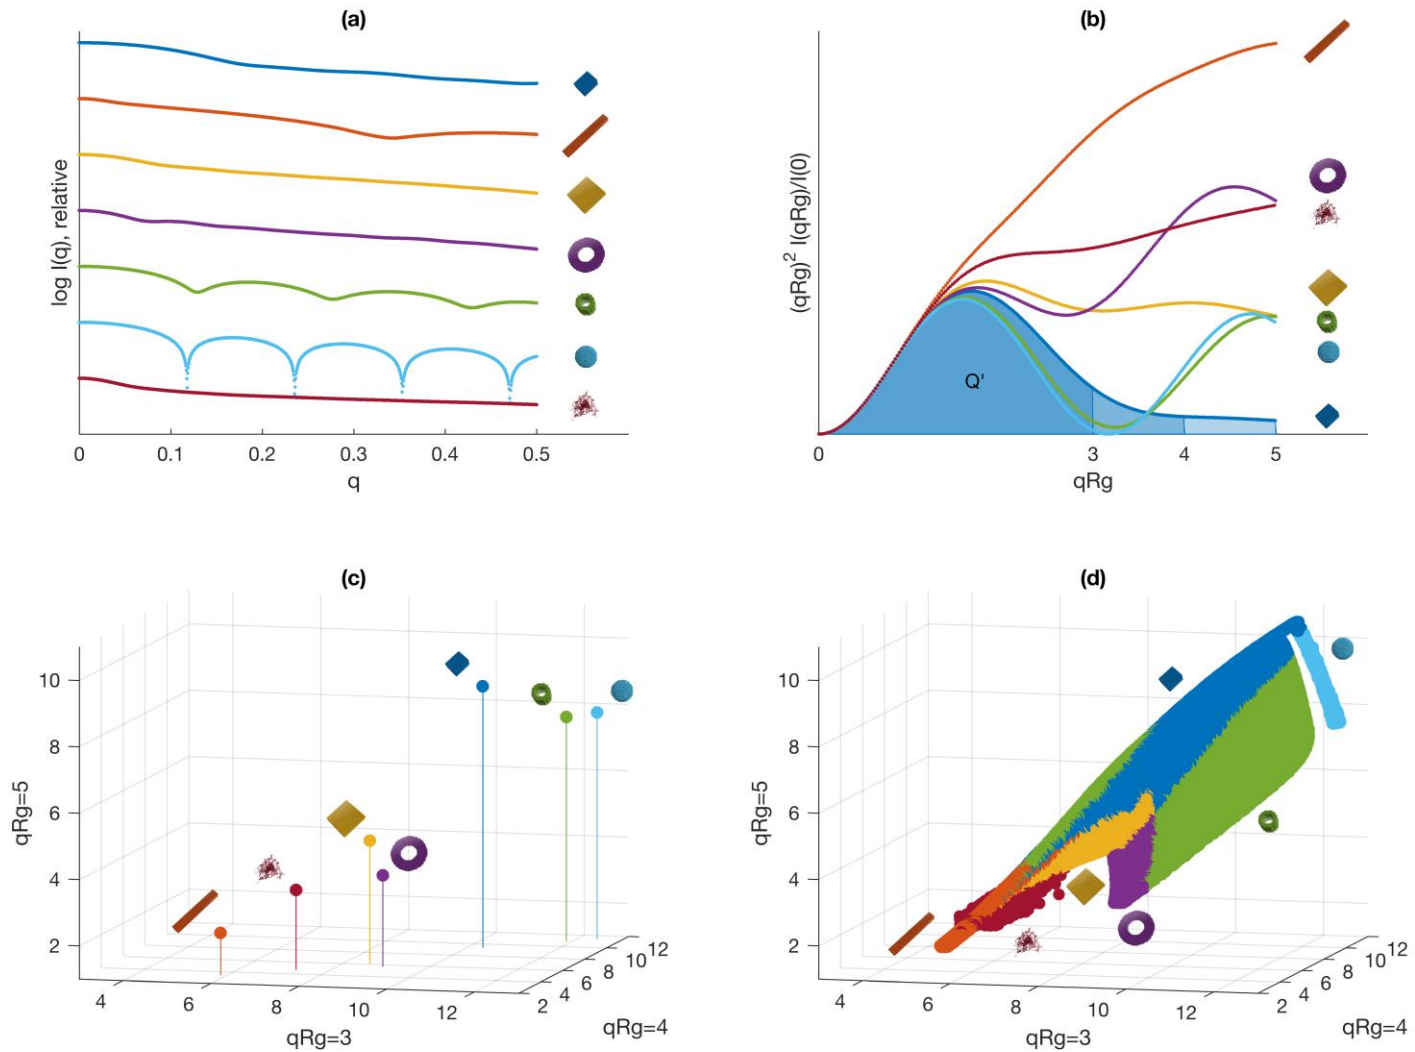 (a)
log I(q), relative
0 0.1 0.2 0.3 0.4 0.5
q
(b)
(qRg)² I(qRg)/I(0)
Q'
0 3 4 5
qRg
(c)
10
8
6
4
2
qRg=5
4 6 8 10 12
qRg=3
2 4 6 8 10 12
qRg=4
(d)
10
8
6
4
2
qRg=5
4 6 8 10 12
qRg=3
2 4 6 8 10 12
qRg=4